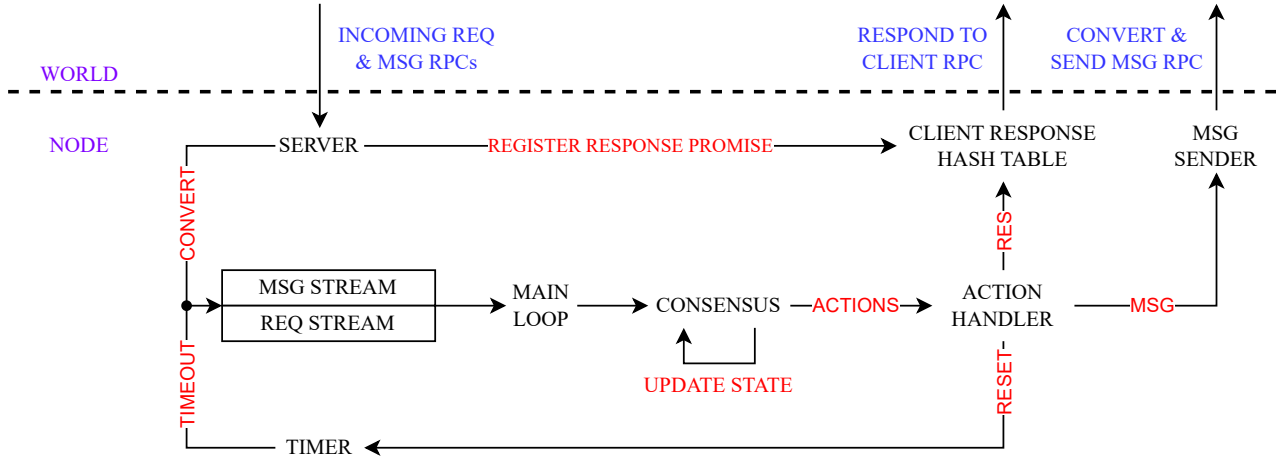 INCOMING REQ
& MSG RPCs
RESPOND TO
CLIENT RPC
CONVERT &
SEND MSG RPC
WORLD
NODE
SERVER
REGISTER RESPONSE PROMISE
CLIENT RESPONSE
HASH TABLE
MSG
SENDER
CONVERT
RES
MSG STREAM
REQ STREAM
MAIN
LOOP
CONSENSUS
ACTIONS
ACTION
HANDLER
MSG
UPDATE STATE
TIMEOUT
RESET
TIMER